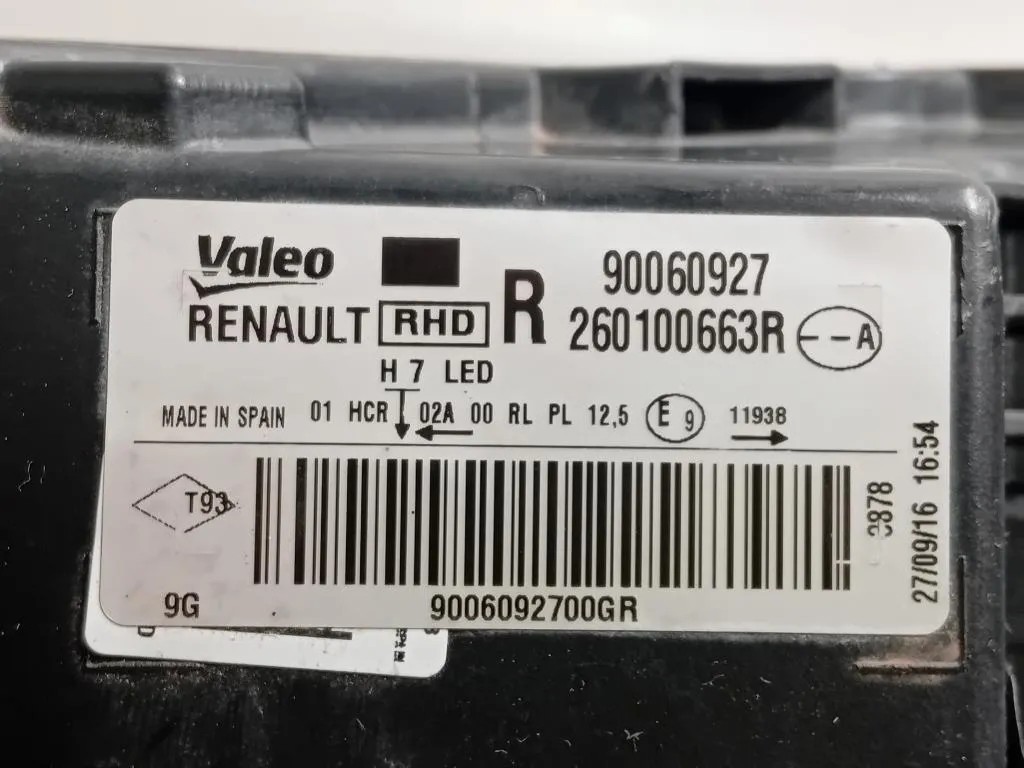 Valeo
RENAULT RHD R
90060927
260100663R --A
H7 LED
MADE IN SPAIN 01 HCR 02A 00 RL PL 12,5 E 9 11938
T93
9G
9006092700GR
27/09/16 16:54